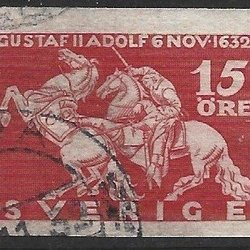 GUSTAF II ADOLF 6 NOV. 1632
15
ÖRE
SVERIGE